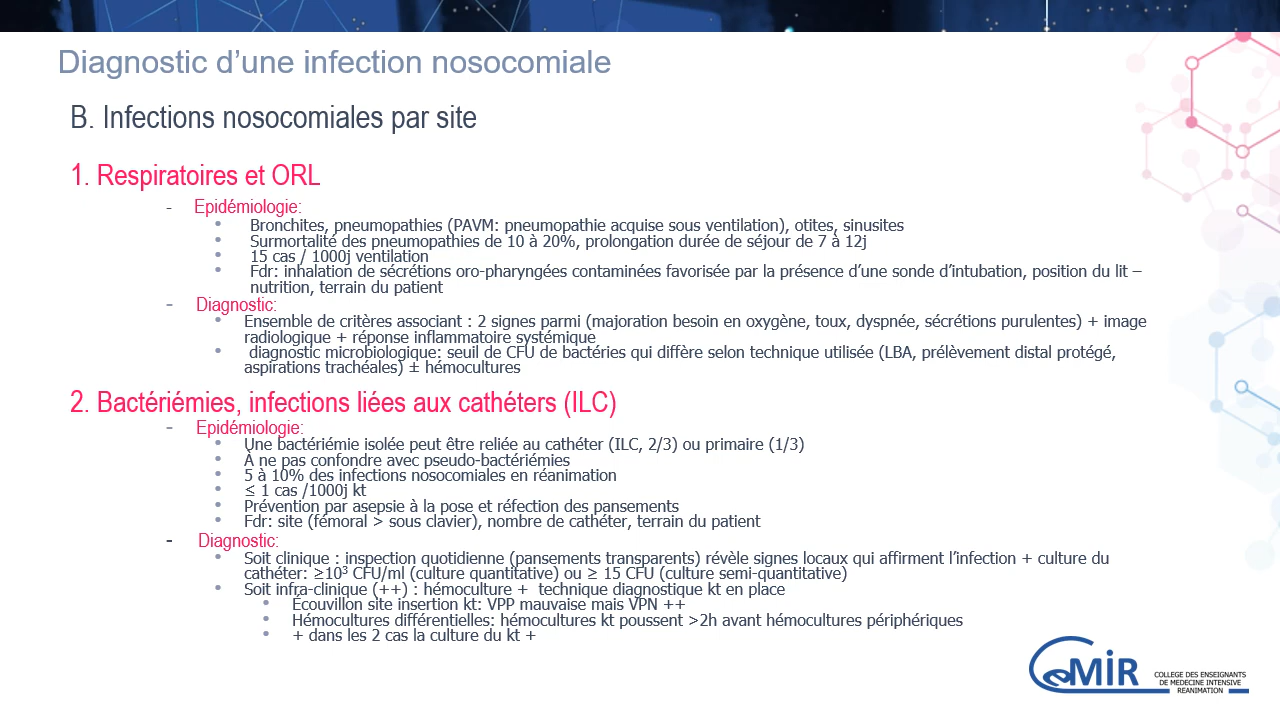 Diagnostic d’une infection nosocomiale
B. Infections nosocomiales par site
1. Respiratoires et ORL
- Epidémiologie:
• Bronchites, pneumopathies (PAVM: pneumopathie acquise sous ventilation), otites, sinusites
• Surmortalité des pneumopathies de 10 à 20%, prolongation durée de séjour de 7 à 12j
• 15 cas / 1000j ventilation
• Fdr: inhalation de sécrétions oro-pharyngées contaminées favorisée par la présence d’une sonde d’intubation, position du lit –
nutrition, terrain du patient
- Diagnostic:
• Ensemble de critères associant : 2 signes parmi (majoration besoin en oxygène, toux, dyspnée, sécrétions purulentes) + image
radiologique + réponse inflammatoire systémique
• diagnostic microbiologique: seuil de CFU de bactéries qui diffère selon technique utilisée (LBA, prélèvement distal protégé,
aspirations trachéales) ± hémocultures
2. Bactériémies, infections liées aux cathéters (ILC)
- Epidémiologie:
• Une bactériémie isolée peut être reliée au cathéter (ILC, 2/3) ou primaire (1/3)
• À ne pas confondre avec pseudo-bactériémies
• 5 à 10% des infections nosocomiales en réanimation
• ≤ 1 cas /1000j kt
• Prévention par asepsie à la pose et réfection des pansements
• Fdr: site (fémoral > sous clavier), nombre de cathéter, terrain du patient
- Diagnostic:
• Soit clinique : inspection quotidienne (pansements transparents) révèle signes locaux qui affirment l’infection + culture du
cathéter: ≥10³ CFU/ml (culture quantitative) ou ≥ 15 CFU (culture semi-quantitative)
• Soit infra-clinique (++) : hémoculture + technique diagnostique kt en place
• Écouvillon site insertion kt: VPP mauvaise mais VPN ++
• Hémocultures différentielles: hémocultures kt poussent >2h avant hémocultures périphériques
• + dans les 2 cas la culture du kt +
CeMIR
COLLEGE DES ENSEIGNANTS
DE MEDECINE INTENSIVE
REANIMATION